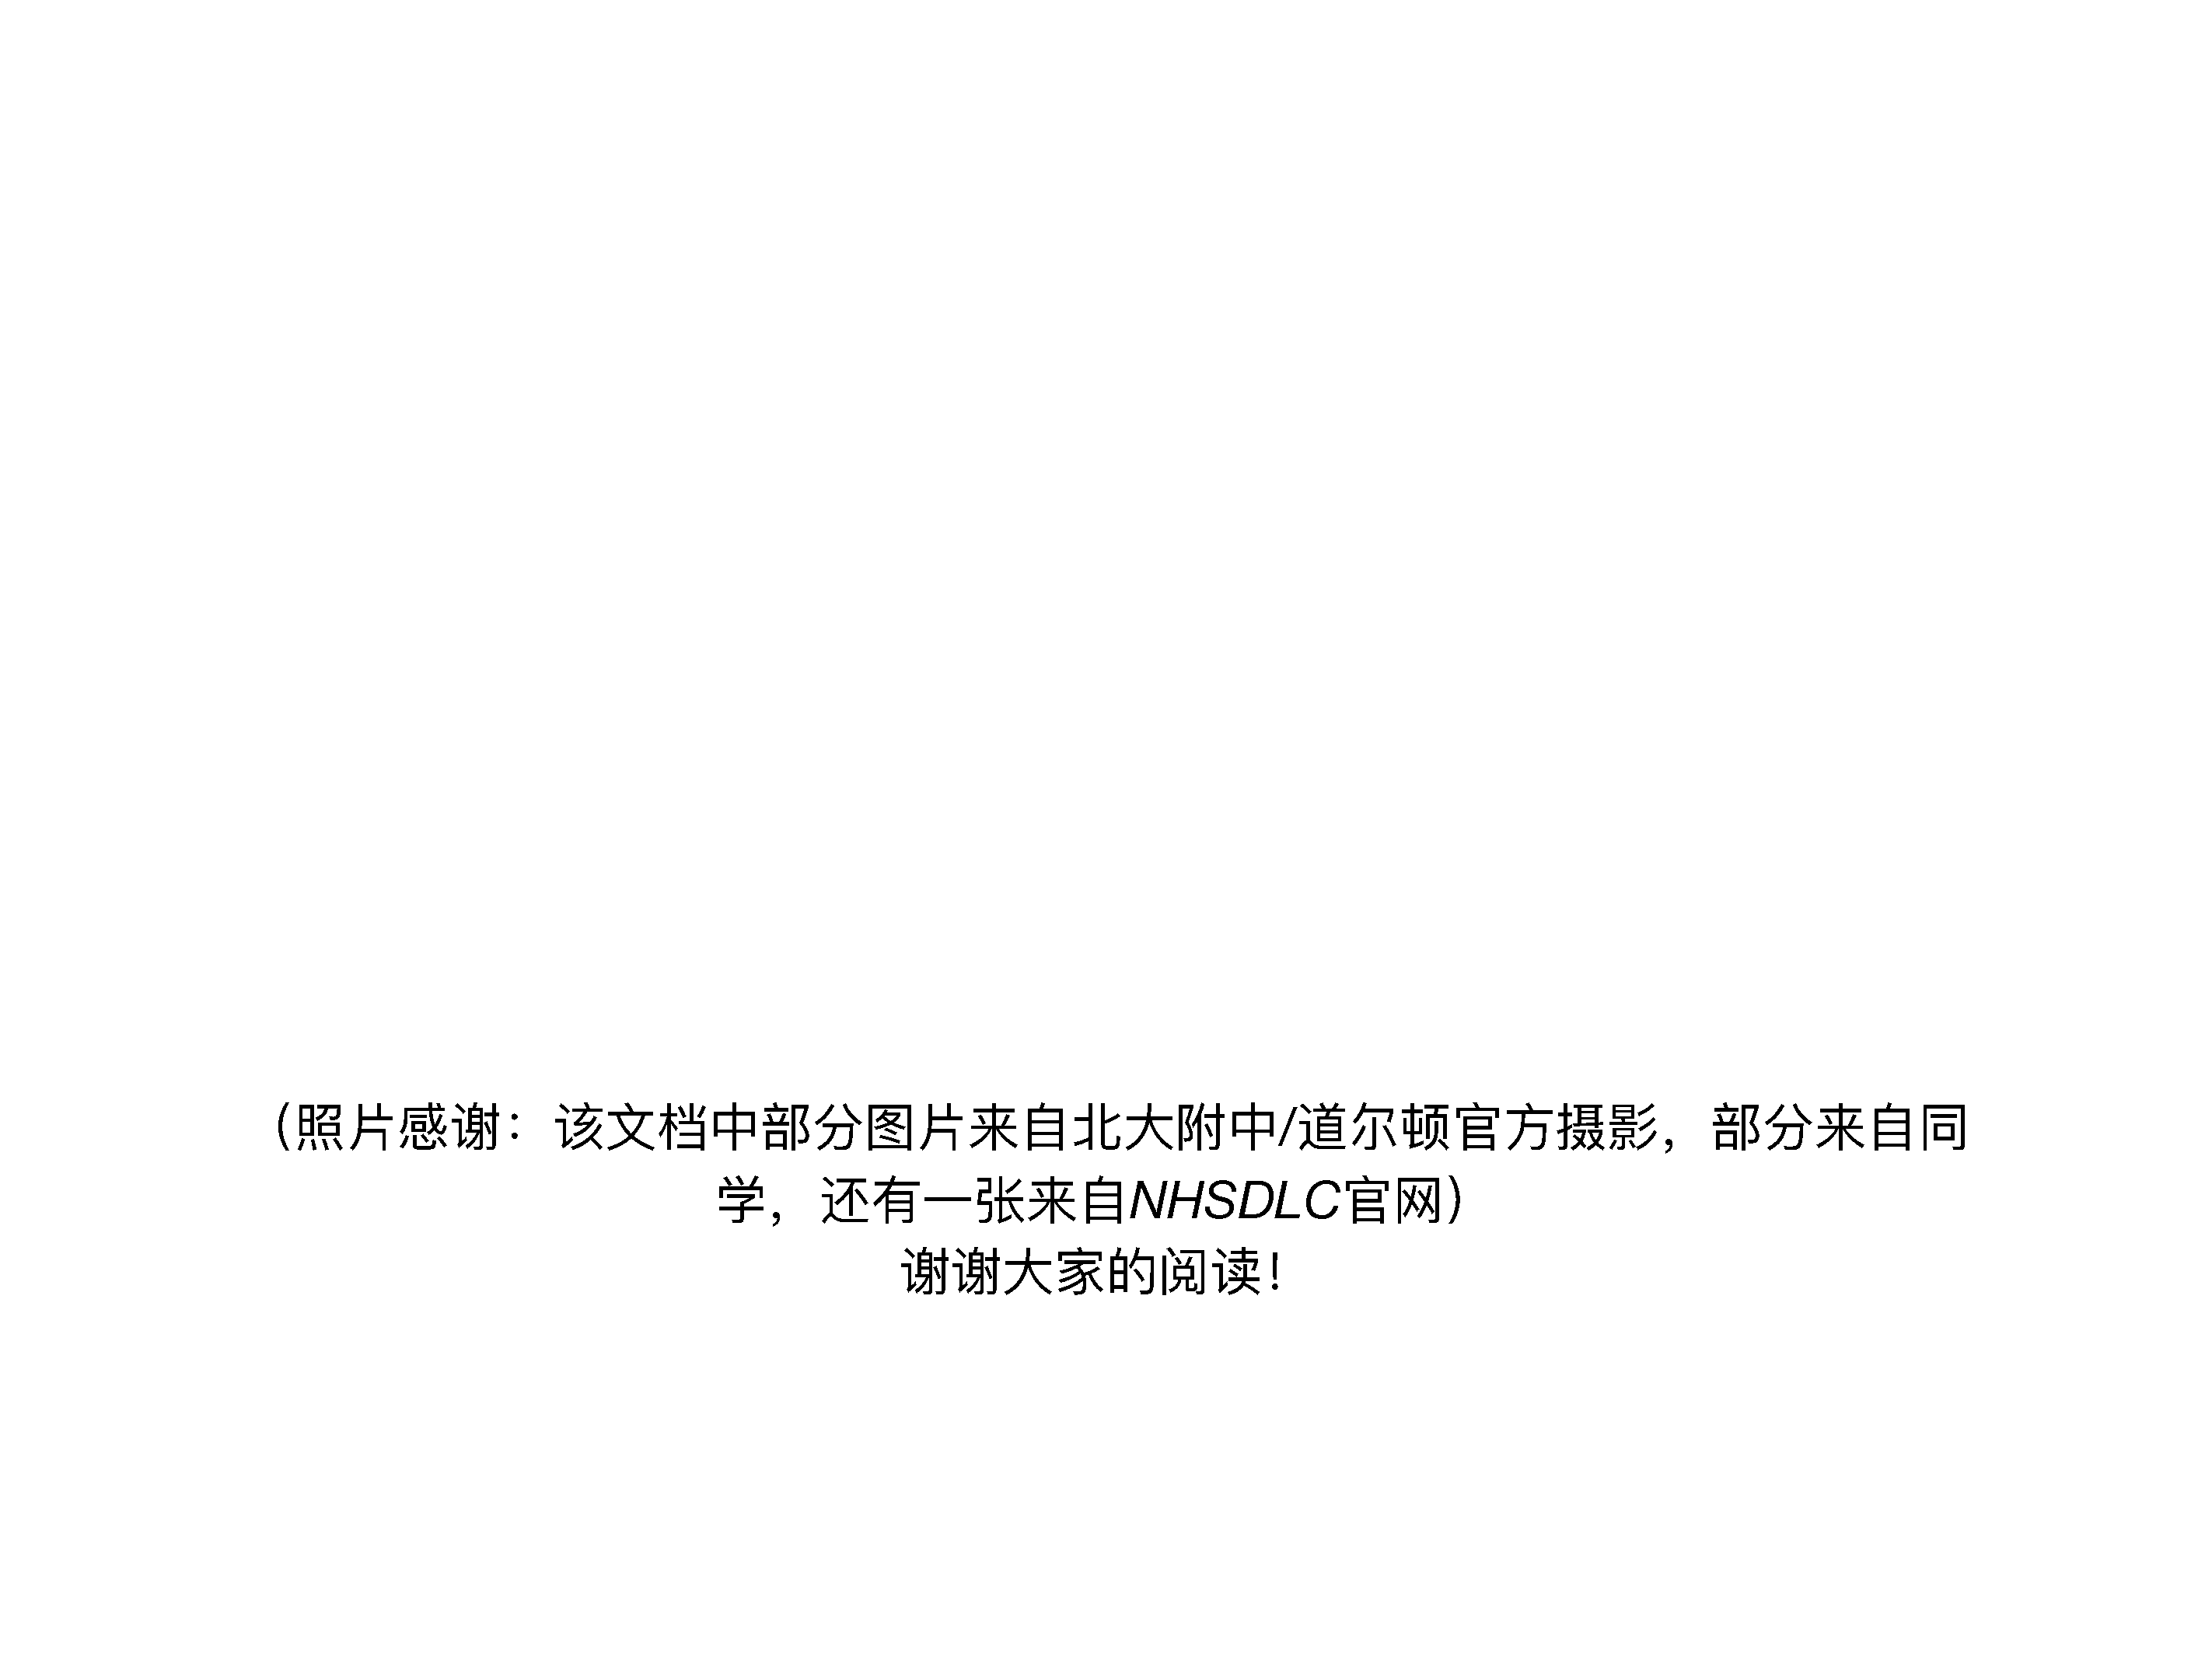 （照片感谢：该文档中部分图片来自北大附中/道尔顿官方摄影，部分来自同
学，还有一张来自NHSDLC官网）
谢谢大家的阅读！